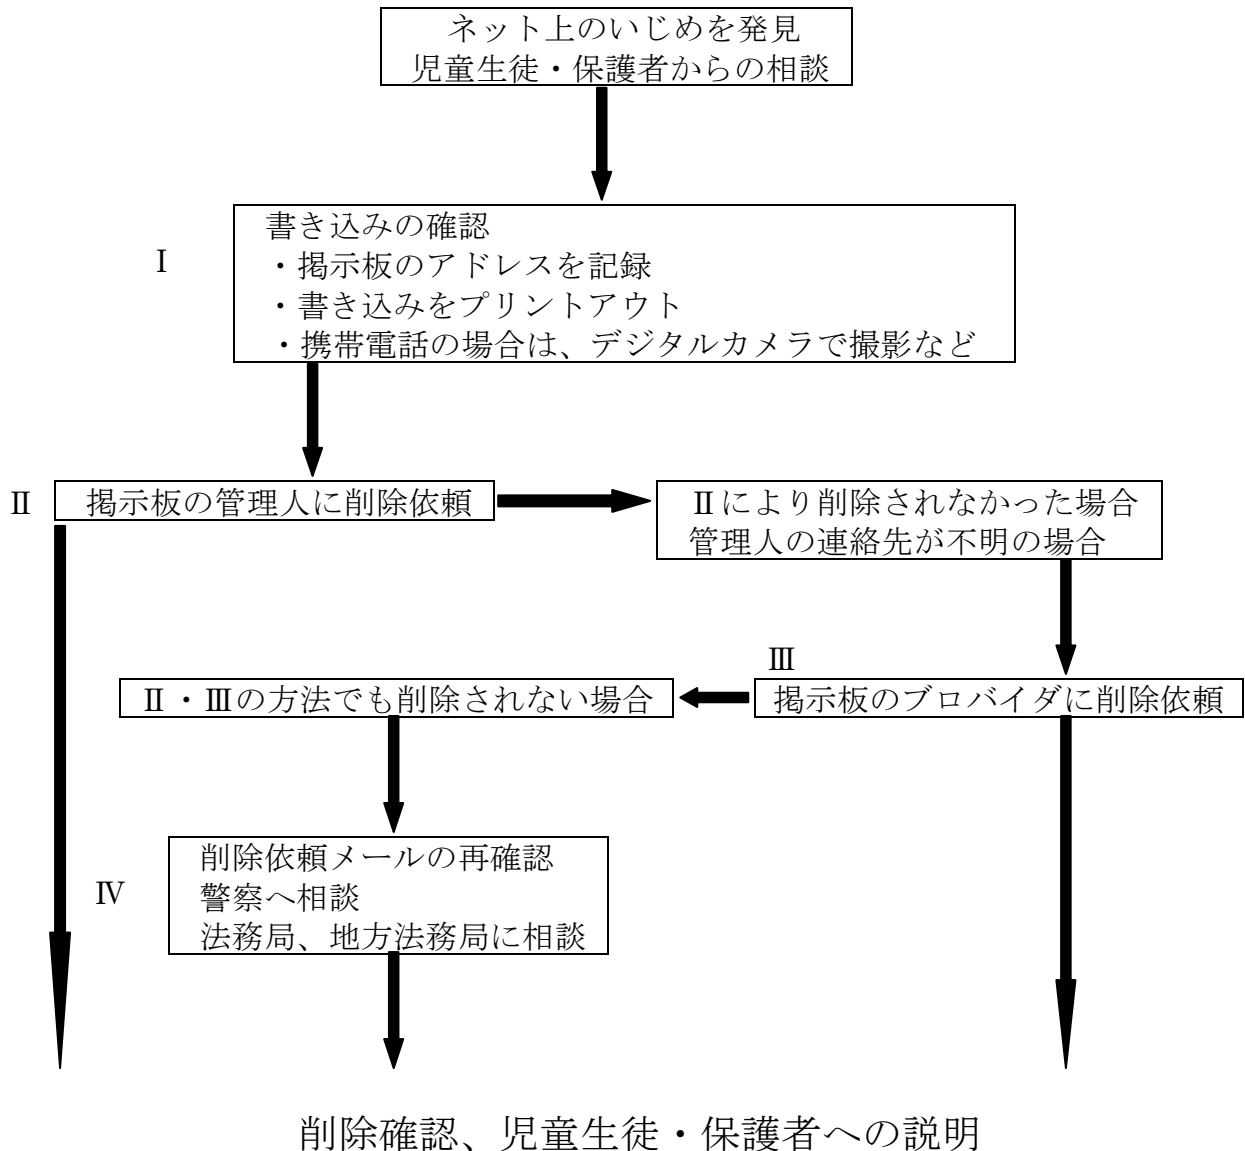 ネット上のいじめを発見
児童生徒・保護者からの相談
Ⅰ
書き込みの確認
・掲示板のアドレスを記録
・書き込みをプリントアウト
・携帯電話の場合は、デジタルカメラで撮影など
Ⅱ
掲示板の管理人に削除依頼
Ⅱにより削除されなかった場合
管理人の連絡先が不明の場合
Ⅲ
掲示板のブロバイダに削除依頼
Ⅱ・Ⅲの方法でも削除されない場合
Ⅳ
削除依頼メールの再確認
警察へ相談
法務局、地方法務局に相談
削除確認、児童生徒・保護者への説明